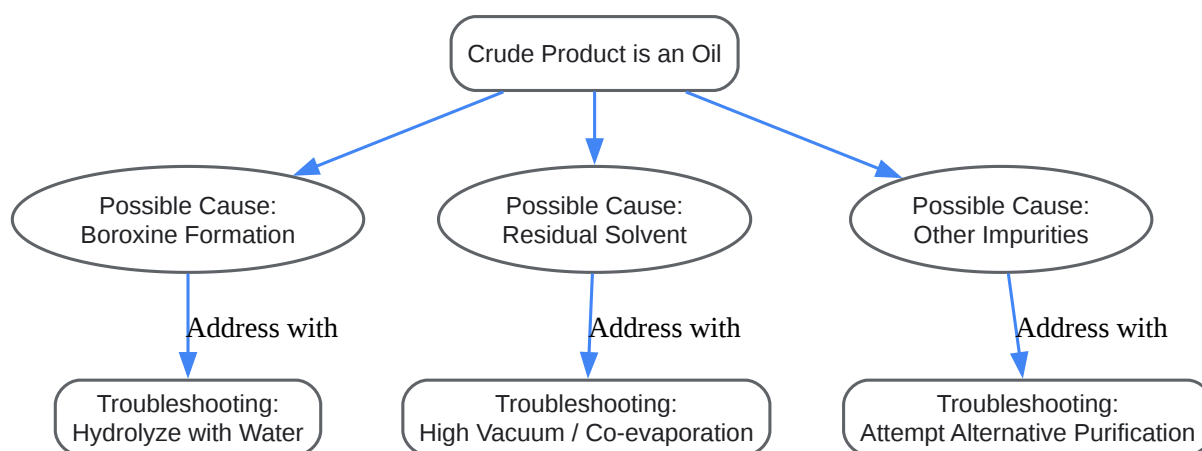 Crude Product is an Oil
Possible Cause:
Boroxine Formation
Possible Cause:
Residual Solvent
Possible Cause:
Other Impurities
Address with
Address with
Address with
Troubleshooting:
Hydrolyze with Water
Troubleshooting:
High Vacuum / Co-evaporation
Troubleshooting:
Attempt Alternative Purification